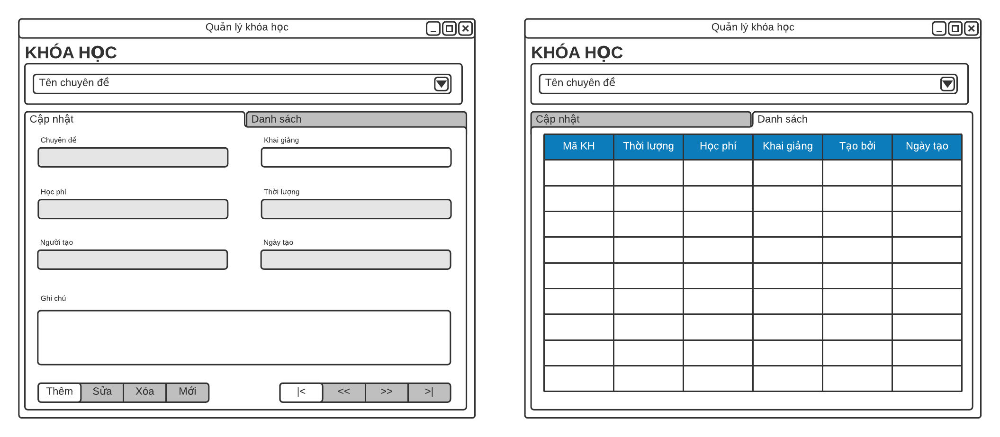 Quản lý khóa học
KHÓA HỌC
Tên chuyên đề
Cập nhật
Danh sách
Chuyên đề
Khai giảng
Học phí
Thời lượng
Người tạo
Ngày tạo
Ghi chú
Thêm Sửa Xóa Mới
|< << >> >|
Quản lý khóa học
KHÓA HỌC
Tên chuyên đề
Cập nhật
Danh sách
Mã KH Thời lượng Học phí Khai giảng Tạo bởi Ngày tạo